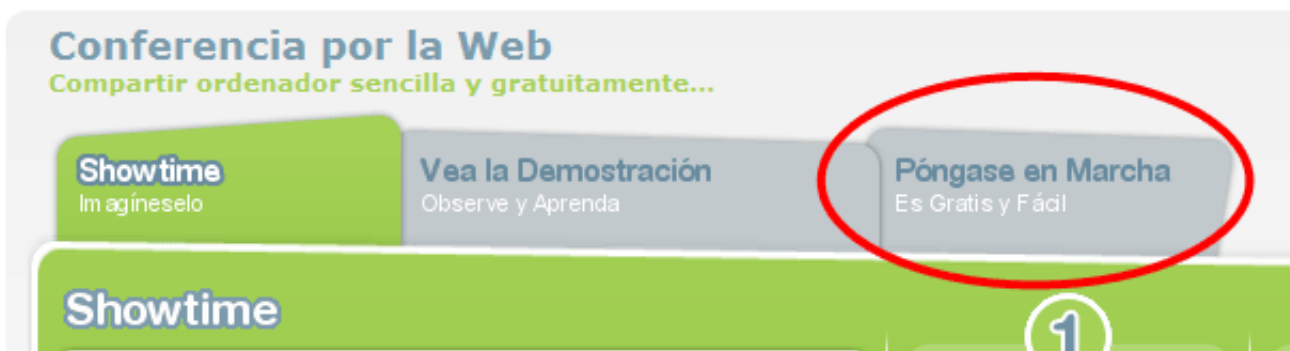 Conferencia por la Web
Compartir ordenador sencilla y gratuitamente...
Showtime
Imagíneselo
Vea la Demostración
Observe y Aprenda
Póngase en Marcha
Es Gratis y Fácil
Showtime
1